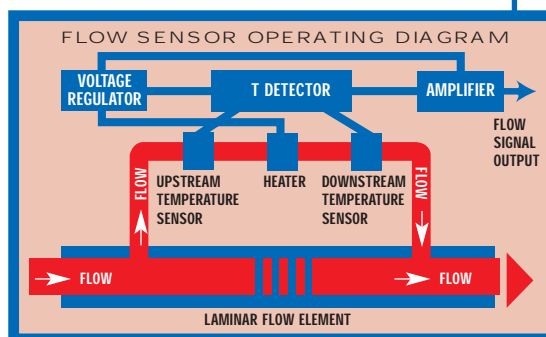 FLOW SENSOR OPERATING DIAGRAM
VOLTAGE
REGULATOR
T DETECTOR
AMPLIFIER
FLOW
SIGNAL
OUTPUT
FLOW
UPSTREAM
TEMPERATURE
SENSOR
HEATER
DOWNSTREAM
TEMPERATURE
SENSOR
FLOW
FLOW
FLOW
LAMINAR FLOW ELEMENT